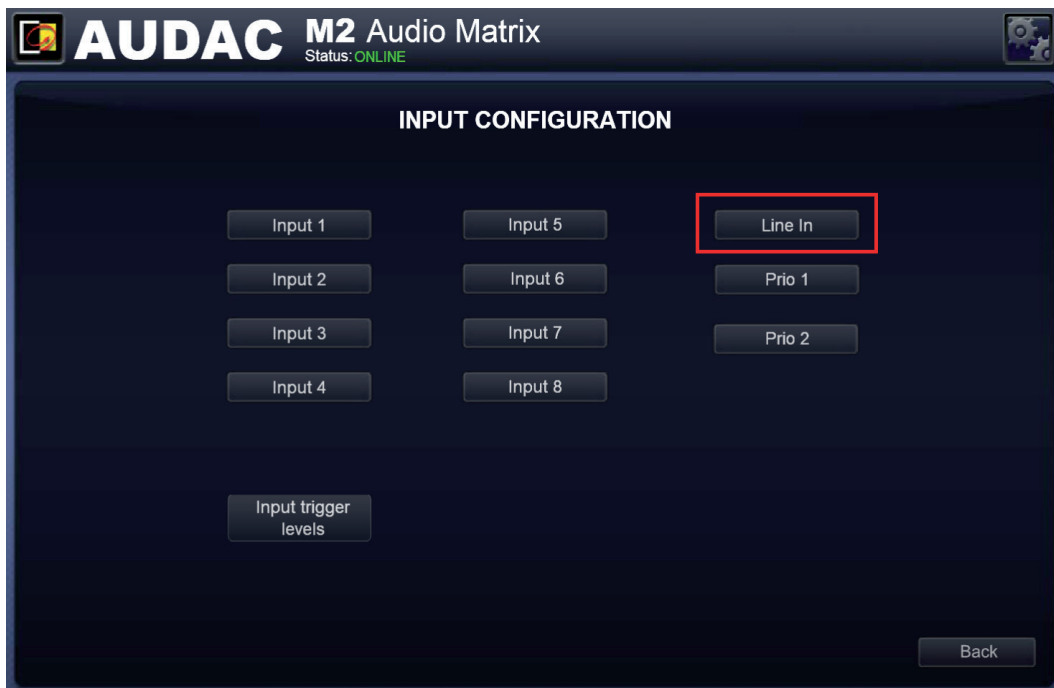 AUDAC M2 Audio Matrix
Status: ONLINE
INPUT CONFIGURATION
Input 1
Input 2
Input 3
Input 4
Input 5
Input 6
Input 7
Input 8
Line In
Prio 1
Prio 2
Input trigger
levels
Back